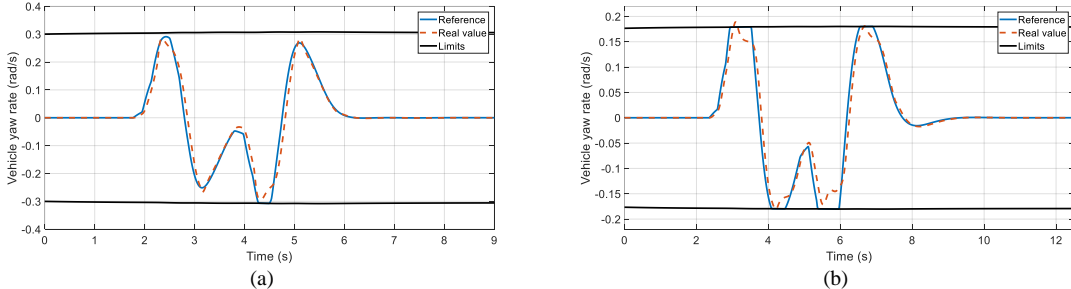 Vehicle yaw rate (rad/s)
0.4
0.3
0.2
0.1
0
-0.1
-0.2
-0.3
-0.4
Reference
Real value
Limits
0 1 2 3 4 5 6 7 8 9
Time (s)
(a)
Vehicle yaw rate (rad/s)
0.2
0.15
0.1
0.05
0
-0.05
-0.1
-0.15
-0.2
Reference
Real value
Limits
0 2 4 6 8 10 12
Time (s)
(b)